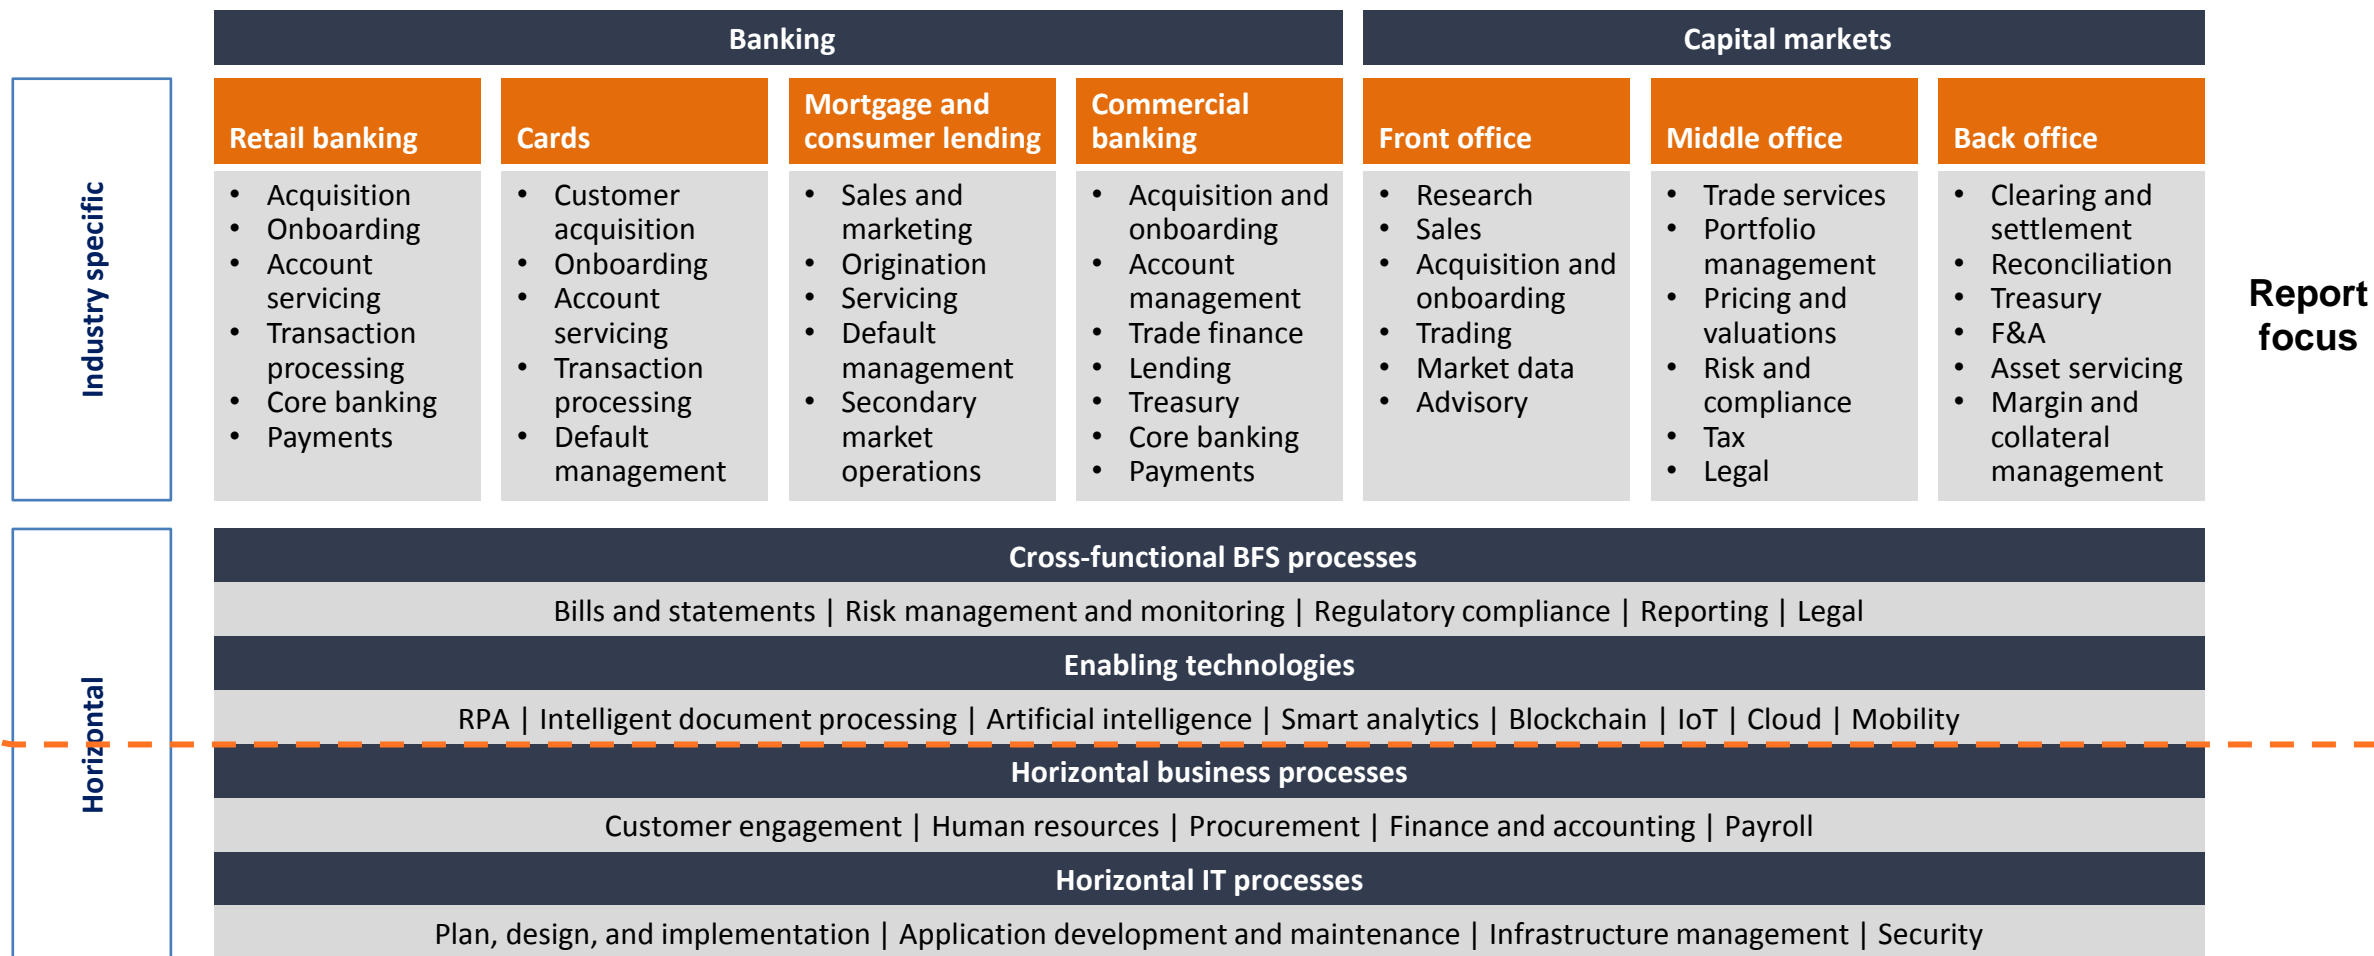 Banking
Capital markets
Industry specific
Retail banking
• Acquisition
• Onboarding
• Account
servicing
• Transaction
processing
• Core banking
• Payments
Cards
• Customer
acquisition
• Onboarding
• Account
servicing
• Transaction
processing
• Default
management
Mortgage and
consumer lending
• Sales and
marketing
• Origination
• Servicing
• Default
management
• Secondary
market
operations
Commercial
banking
• Acquisition and
onboarding
• Account
management
• Trade finance
• Lending
• Treasury
• Core banking
• Payments
Front office
• Research
• Sales
• Acquisition and
onboarding
• Trading
• Market data
• Advisory
Middle office
• Trade services
• Portfolio
management
• Pricing and
valuations
• Risk and
compliance
• Tax
• Legal
Back office
• Clearing and
settlement
• Reconciliation
• Treasury
• F&A
• Asset servicing
• Margin and
collateral
management
Report
focus
Horizontal
Cross-functional BFS processes
Bills and statements | Risk management and monitoring | Regulatory compliance | Reporting | Legal
Enabling technologies
RPA | Intelligent document processing | Artificial intelligence | Smart analytics | Blockchain | IoT | Cloud | Mobility
Horizontal business processes
Customer engagement | Human resources | Procurement | Finance and accounting | Payroll
Horizontal IT processes
Plan, design, and implementation | Application development and maintenance | Infrastructure management | Security